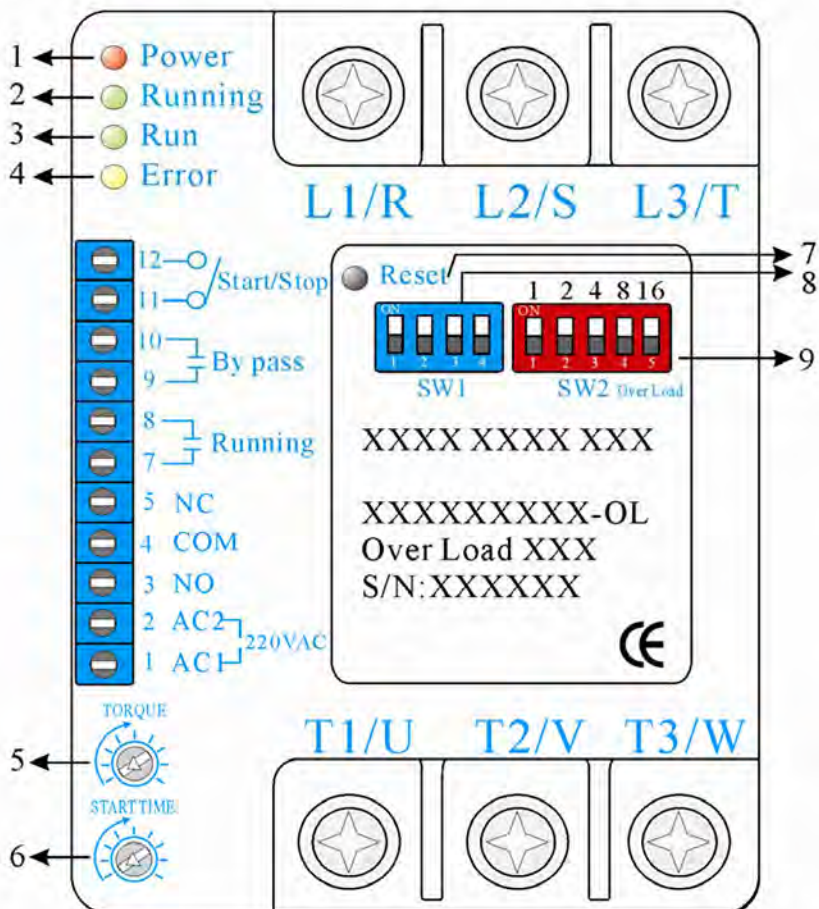 1 Power
2 Running
3 Run
4 Error
L1/R L2/S L3/T
12
11
Start/Stop
10
9
By pass
8
7
Running
5 NC
4 COM
3 NO
2 AC2
1 AC1
220VAC
TORQUE
5
START TIME
6
Reset
7
8
1 2 4 8 16
ON
1 2 3 4
ON
1 2 3 4 5
9
SW1 SW2 Over Load
XXXX XXXX XXX
XXXXXXXXX-OL
Over Load XXX
S/N:XXXXXX
CE
T1/U T2/V T3/W